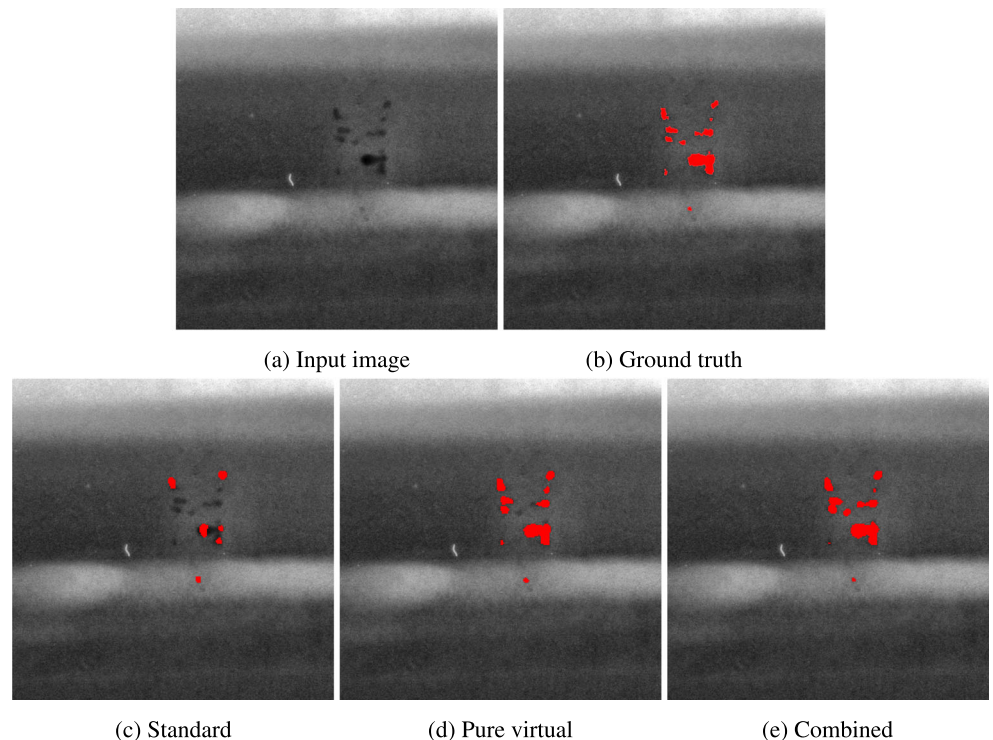 (a) Input image
(b) Ground truth
(c) Standard
(d) Pure virtual
(e) Combined